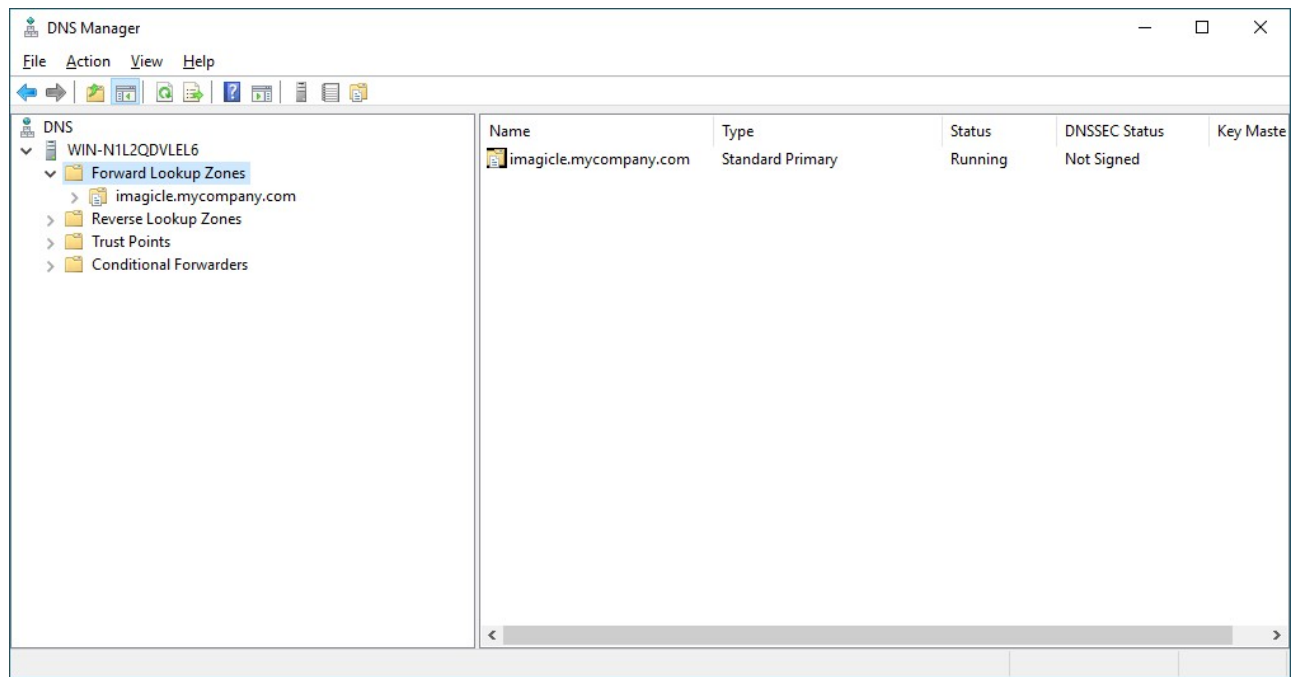 DNS Manager
File Action View Help
DNS
WIN-N1L2QDVLEL6
Forward Lookup Zones
imagicle.mycompany.com
Reverse Lookup Zones
Trust Points
Conditional Forwarders
Name Type Status DNSSEC Status Key Maste
imagicle.mycompany.com Standard Primary Running Not Signed